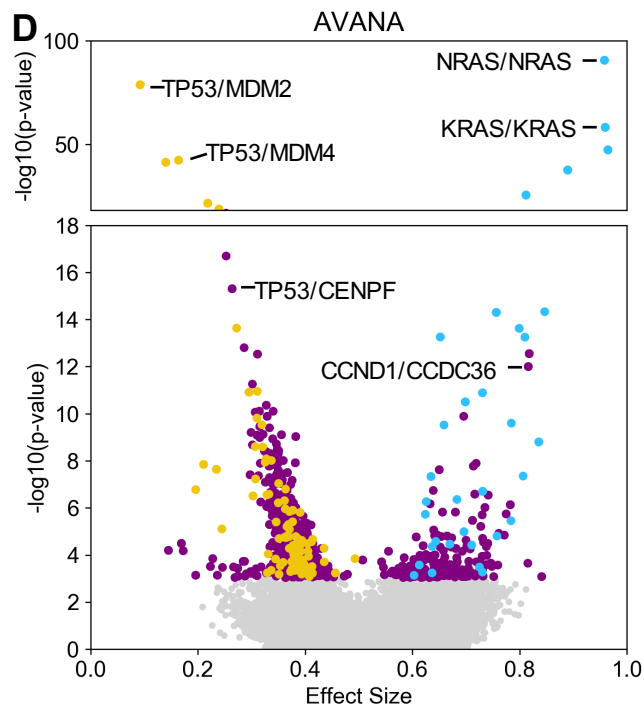 D
AVANA
100
50
-log10(p-value)
NRAS/NRAS
TP53/MDM2
KRAS/KRAS
TP53/MDM4
18
16
14
12
10
8
6
4
2
0
-log10(p-value)
TP53/CENPF
CCND1/CCDC36
0.0 0.2 0.4 0.6 0.8 1.0
Effect Size